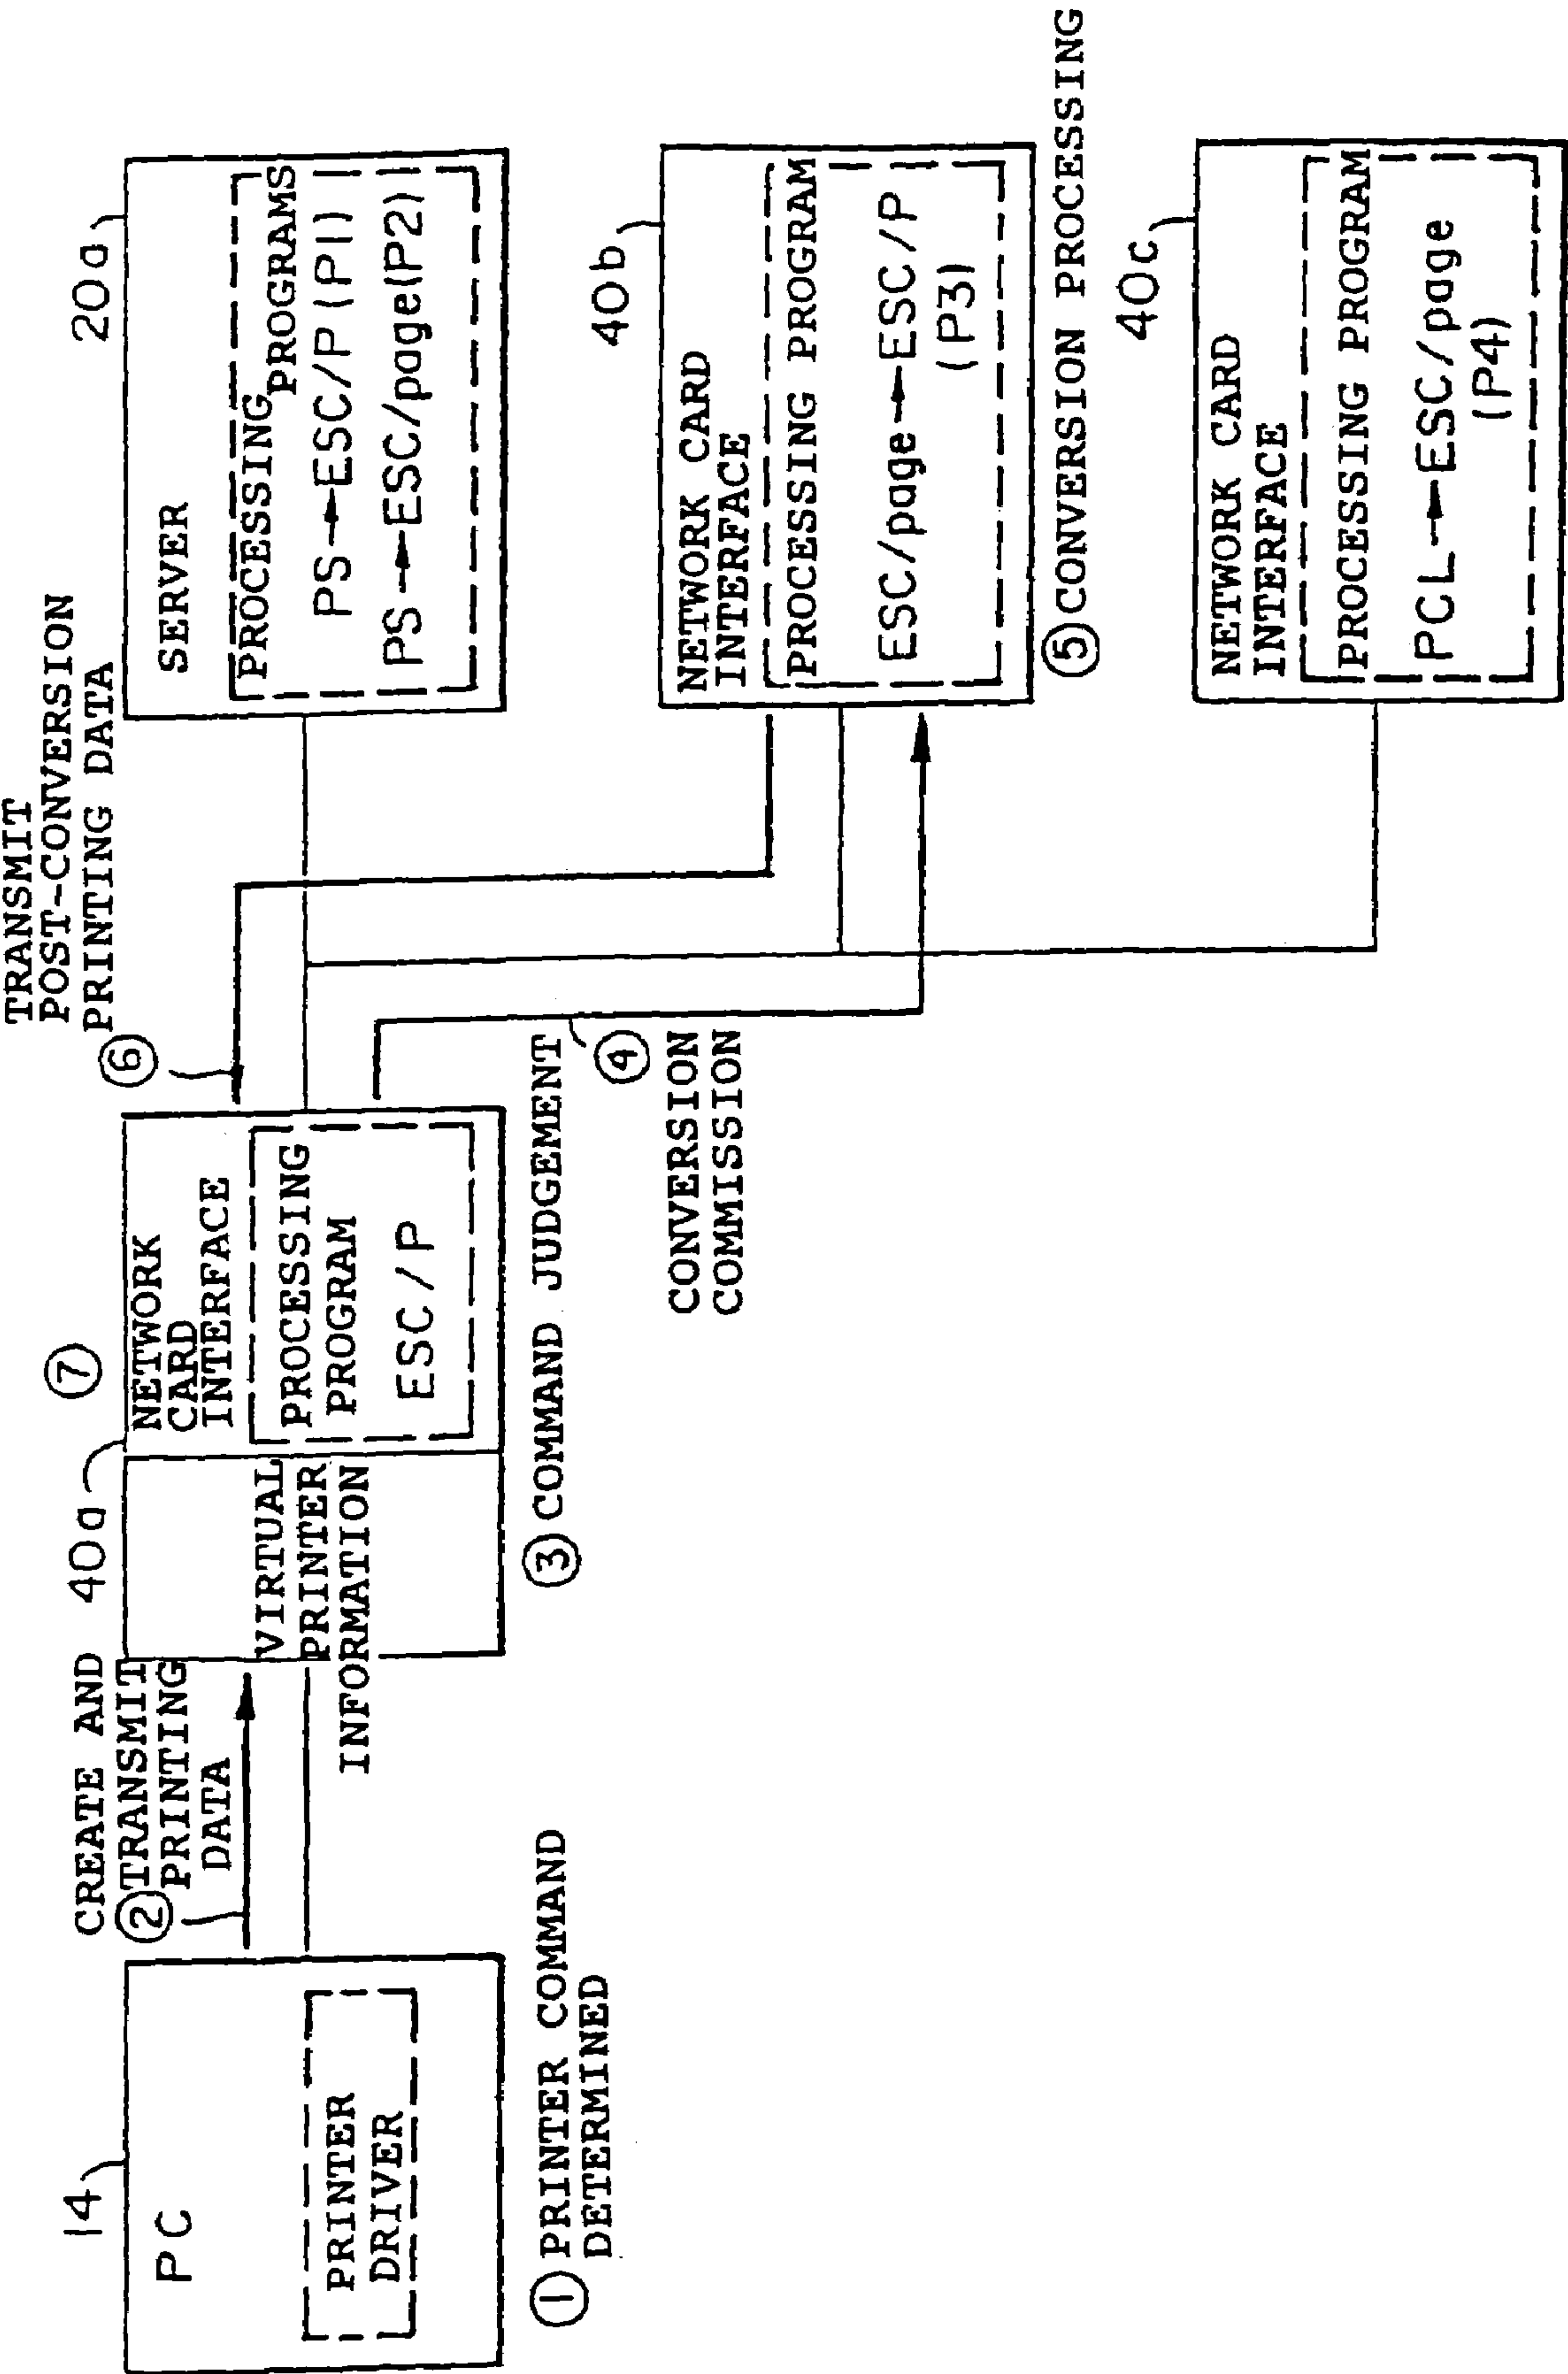 14
PC
PRINTER
DRIVER
① PRINTER COMMAND
DETERMINED
CREATE AND
② TRANSMIT
PRINTING
DATA
40a
⑦
VIRTUAL
PRINTER
INFORMATION
NETWORK
CARD
INTERFACE
PROCESSING
PROGRAM
ESC/P
③ COMMAND JUDGEMENT
④
CONVERSION
COMMISSION
⑥
TRANSMIT
POST-CONVERSION
PRINTING DATA
20a
SERVER
PROCESSING
PROGRAMS
PS→ESC/P(P1)
PS→ESC/page(P2)
40b
NETWORK CARD
INTERFACE
PROCESSING PROGRAM
ESC/page→ESC/P
(P3)
⑤ CONVERSION PROCESSING
40c
NETWORK CARD
INTERFACE
PROCESSING PROGRAM
PCL→ESC/page
(P4)